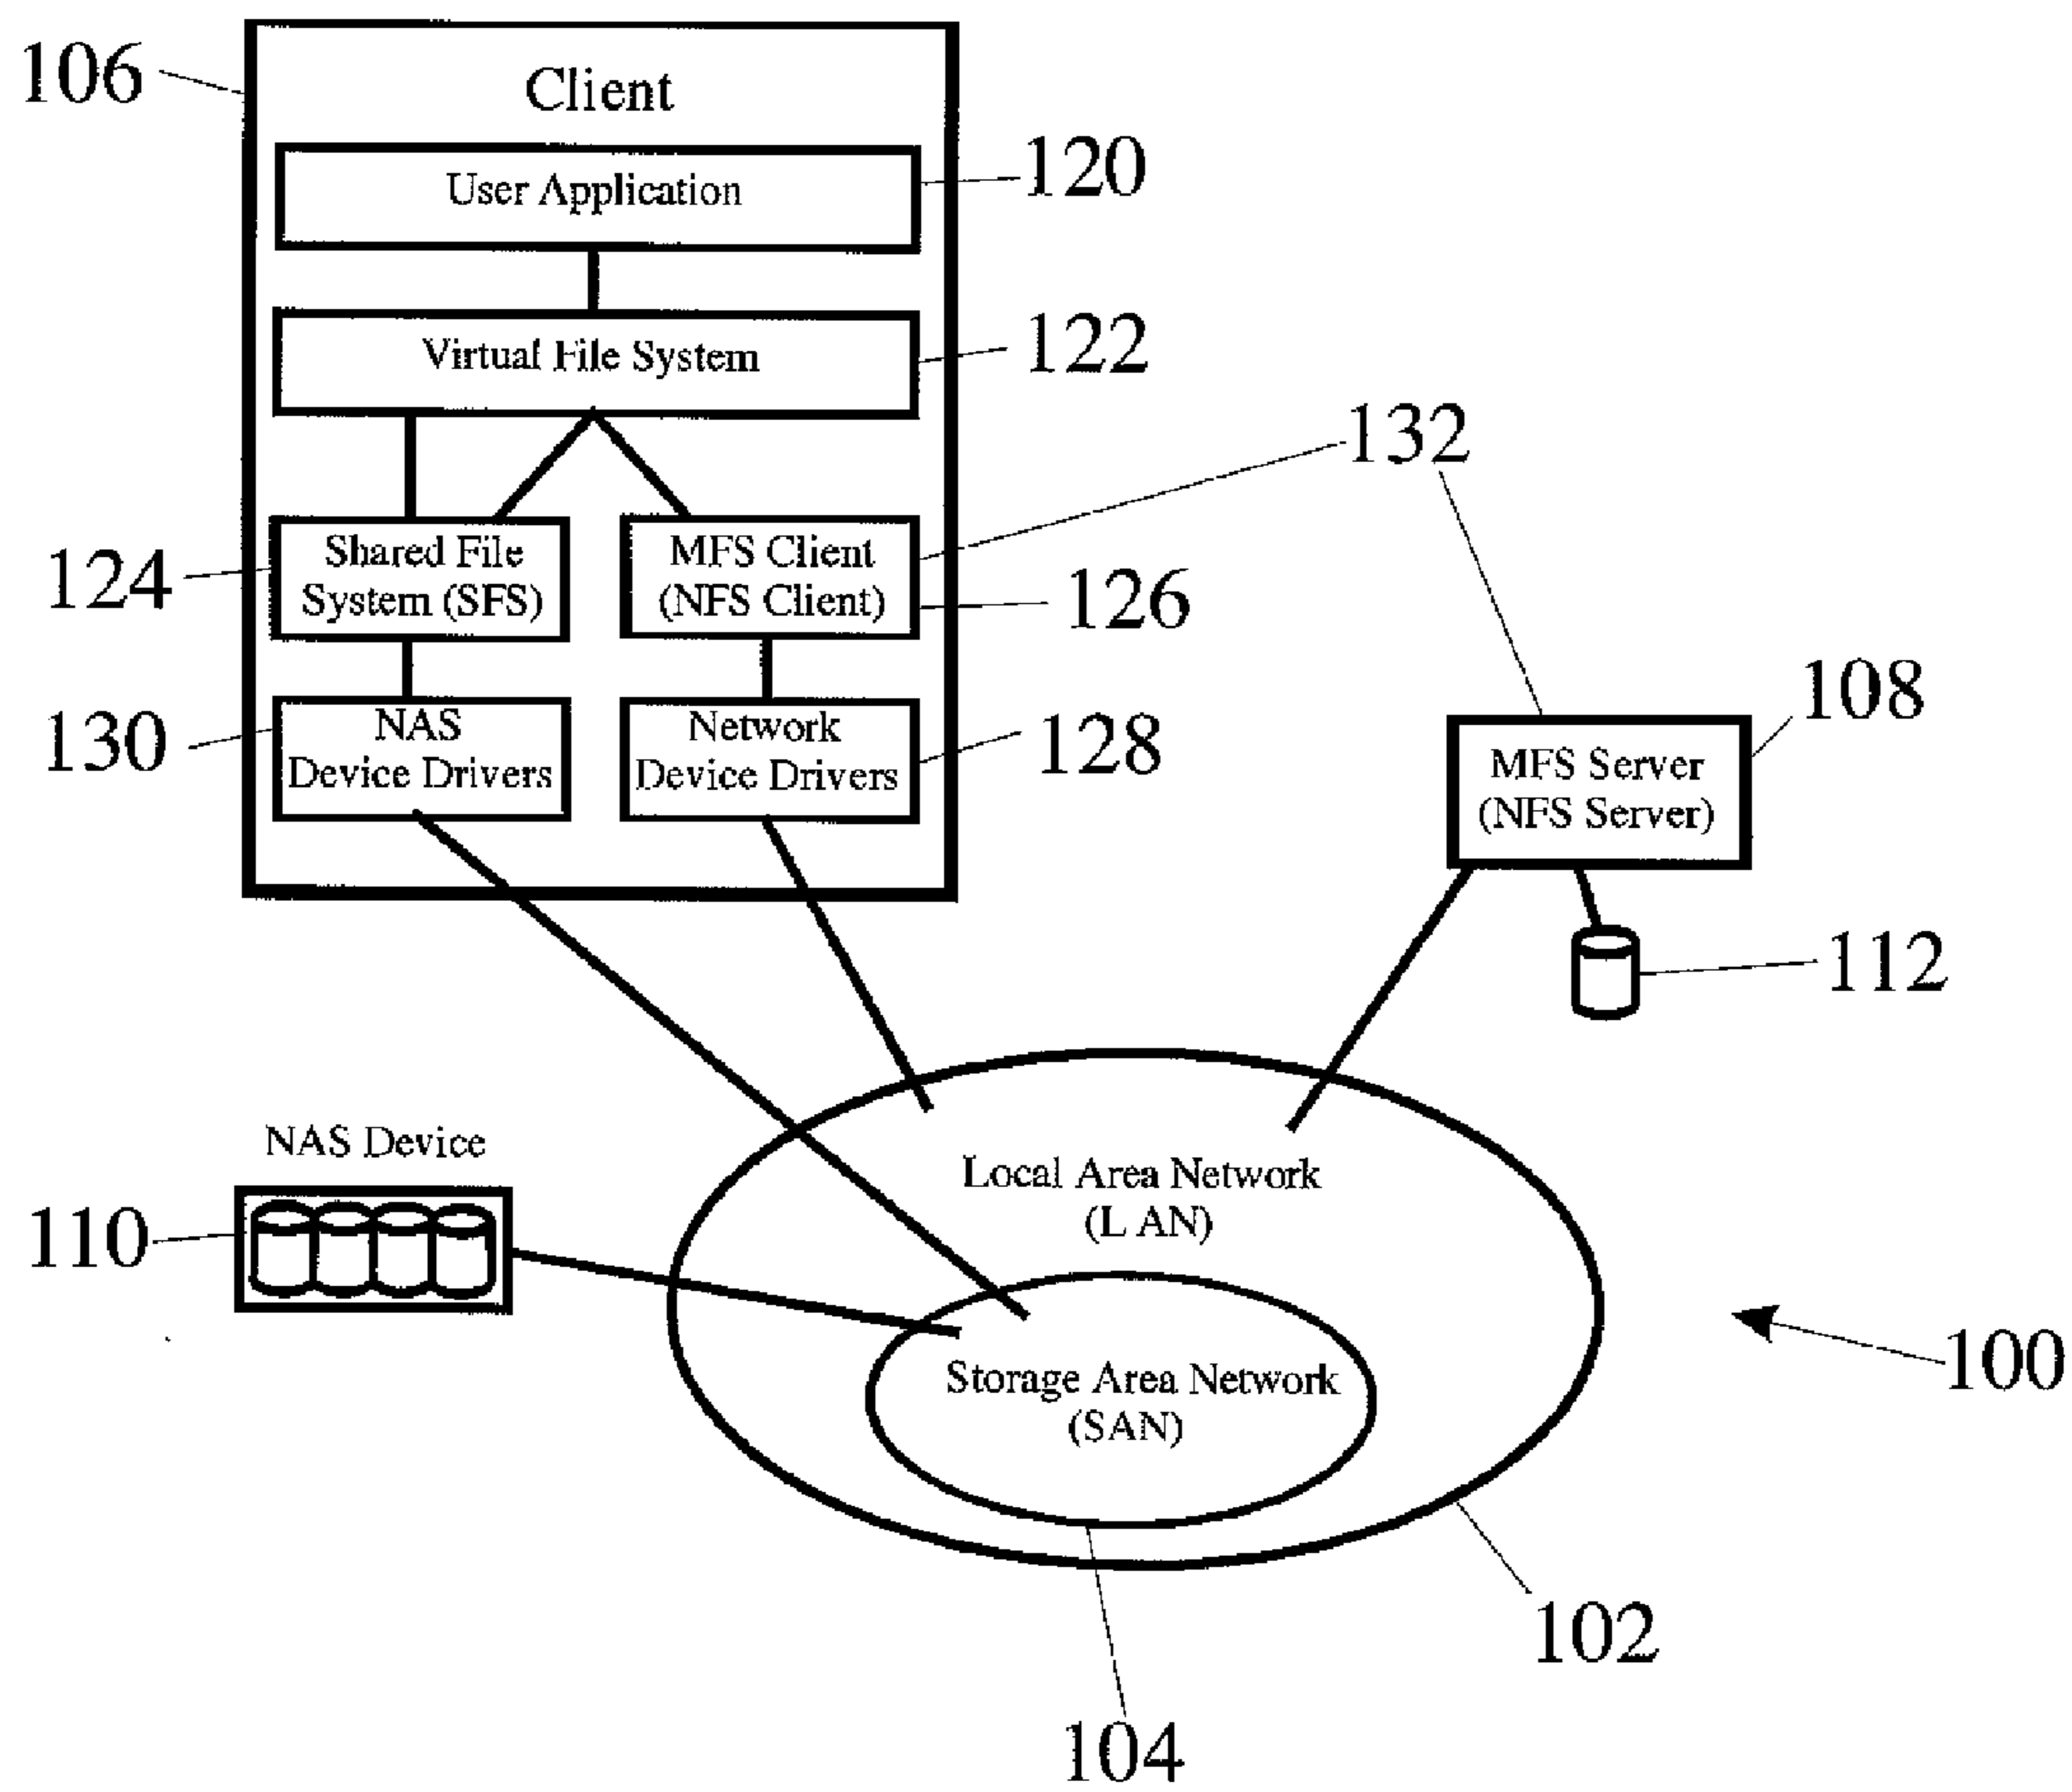 106
Client
120
User Application
122
Virtual File System
132
124
Shared File
System (SFS)
MFS Client
(NFS Client)
126
130
NAS
Device Drivers
Network
Device Drivers
128
108
MFS Server
(NFS Server)
112
NAS Device
110
Local Area Network
(L AN)
Storage Area Network
(SAN)
100
102
104